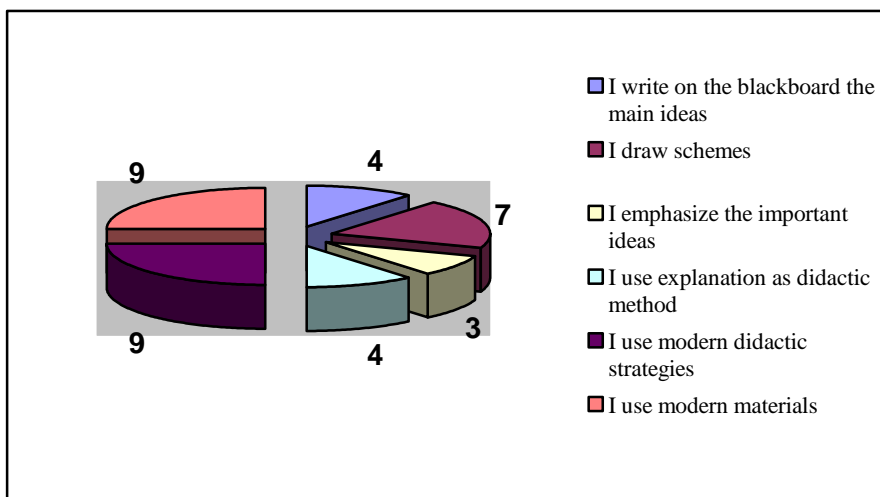 9
4
7
3
4
9
I write on the blackboard the
main ideas
I draw schemes
I emphasize the important
ideas
I use explanation as didactic
method
I use modern didactic
strategies
I use modern materials